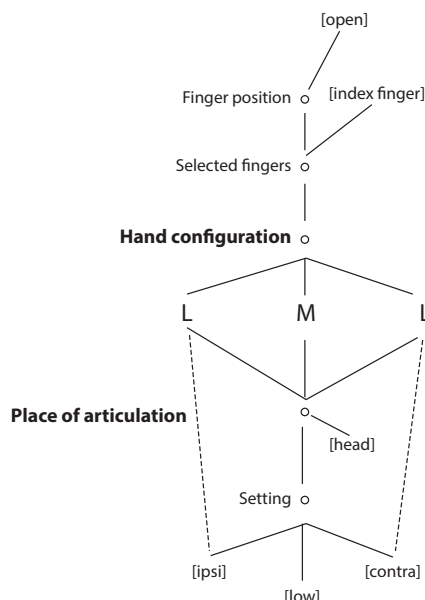 [open]
Finger position
[index finger]
Selected fingers
Hand configuration
L M L
Place of articulation
[head]
Setting
[ipsi] [contra]
[low]